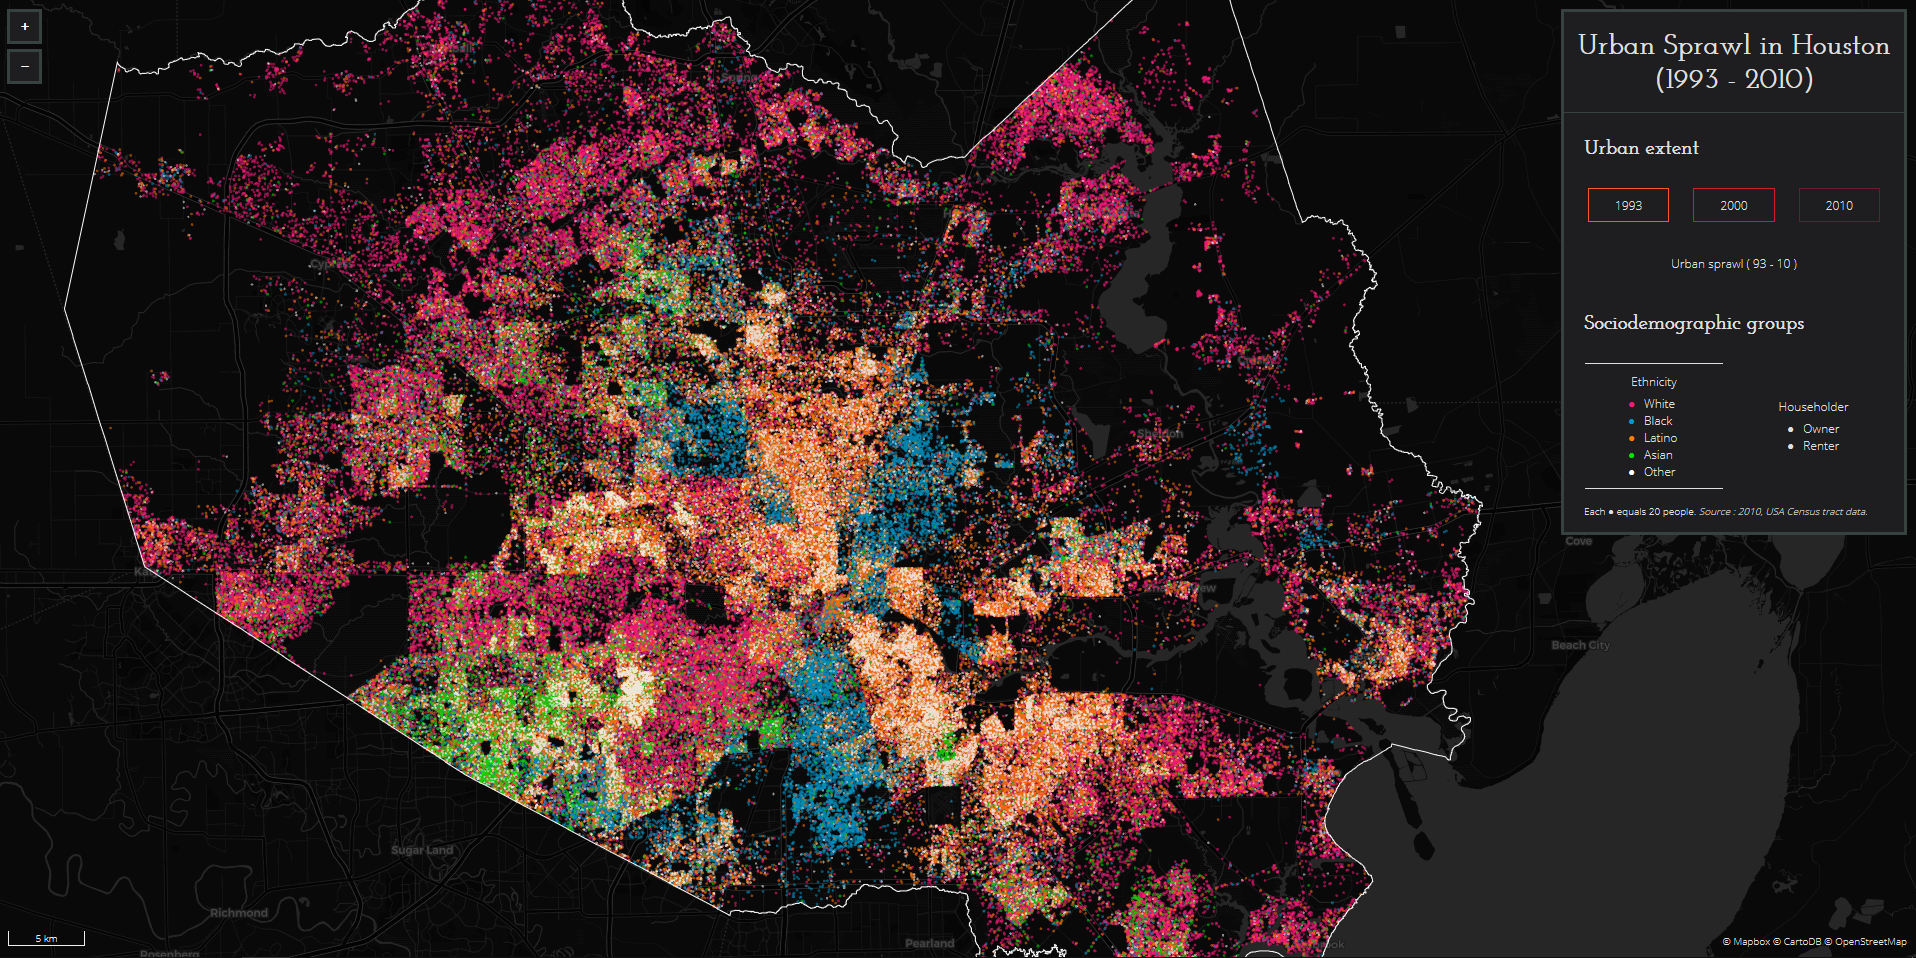 +
−
Urban Sprawl in Houston
(1993 - 2010)
Urban extent
1993
2000
2010
Urban sprawl ( 93 - 10 )
Sociodemographic groups
Ethnicity
White
Black
Latino
Asian
Other
Householder
Owner
Renter
Each ● equals 20 people. Source : 2010, USA Census tract data.
Cove
Beach City
Sugar Land
Richmond
Rosenberg
Pearland
5 km
© Mapbox © CartoDB © OpenStreetMap